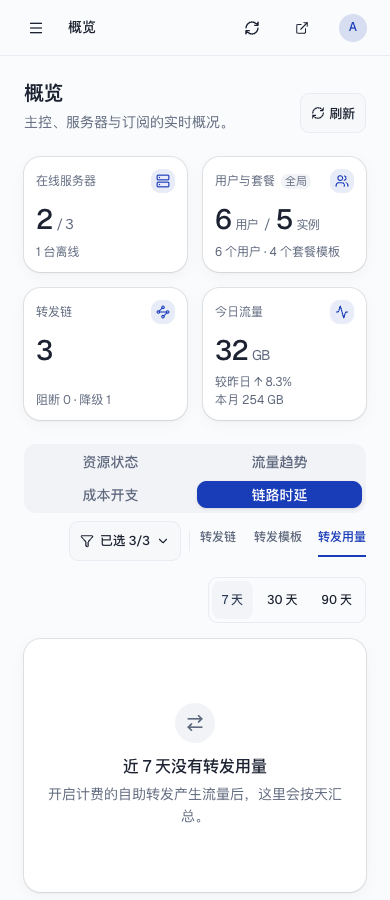 概览
A
概览
主控、服务器与订阅的实时概况。
刷新
在线服务器
2 / 3
1 台离线
用户与套餐 全局
6 用户 / 5 实例
6 个用户 · 4 个套餐模板
转发链
3
阻断 0 · 降级 1
今日流量
32 GB
较昨日 ↑ 8.3%
本月 254 GB
资源状态 流量趋势
成本开支 链路时延
已选 3/3 转发链 转发模板 转发用量
7 天 30 天 90 天
近 7 天没有转发用量
开启计费的自助转发产生流量后，这里会按天汇
总。